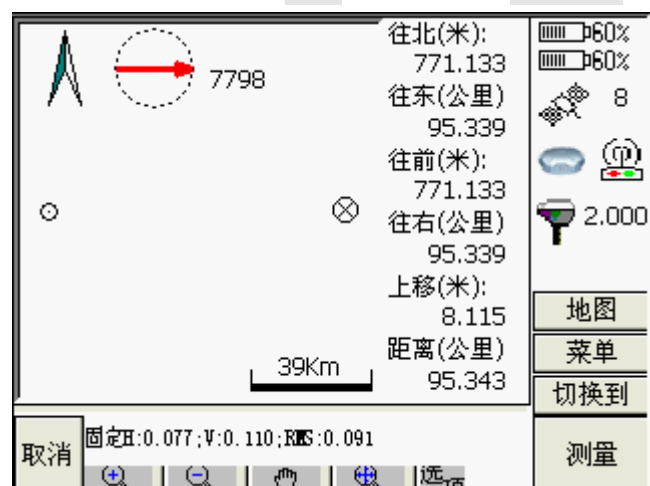 7798
往北(米):
771.133
往东(公里)
95.339
往前(米):
771.133
往右(公里)
95.339
上移(米):
8.115
距离(公里)
95.343
39Km
60%
60%
8
2.000
地图
菜单
切换到
测量
取消
固定H:0.077;V:0.110;RMS:0.091
选项